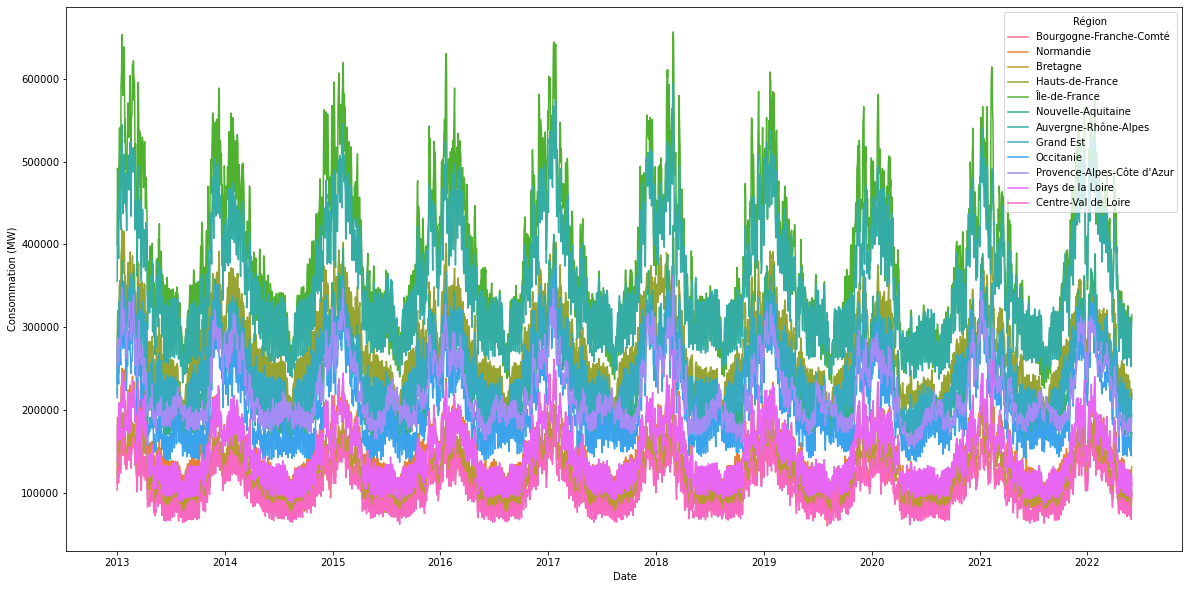 Région
Bourgogne-Franche-Comté
Normandie
Bretagne
Hauts-de-France
Île-de-France
Nouvelle-Aquitaine
Auvergne-Rhône-Alpes
Grand Est
Occitanie
Provence-Alpes-Côte d'Azur
Pays de la Loire
Centre-Val de Loire
600000
500000
400000
300000
200000
100000
Consommation (MW)
2013 2014 2015 2016 2017 2018 2019 2020 2021 2022
Date